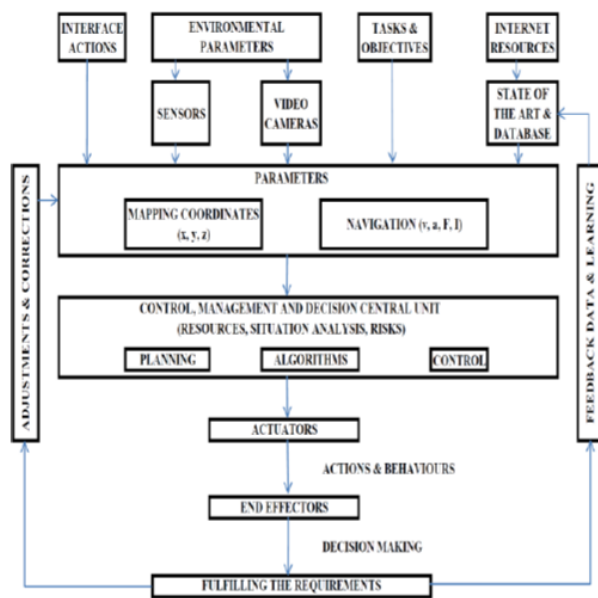 INTERFACE
ACTIONS
ENVIRONMENTAL
PARAMETERS
TASKS &
OBJECTIVES
INTERNET
RESOURCES
SENSORS
VIDEO
CAMERAS
STATE OF
THE ART &
DATABASE
ADJUSTMENTS & CORRECTIONS
PARAMETERS
MAPPING COORDINATES
(x, y, z)
NAVIGATION (v, a, F, I)
FEEDBACK DATA & LEARNING
CONTROL, MANAGEMENT AND DECISION CENTRAL UNIT
(RESOURCES, SITUATION ANALYSIS, RISKS)
PLANNING
ALGORITHMS
CONTROL
ACTUATORS
ACTIONS & BEHAVIOURS
END EFFECTORS
DECISION MAKING
FULFILLING THE REQUIREMENTS